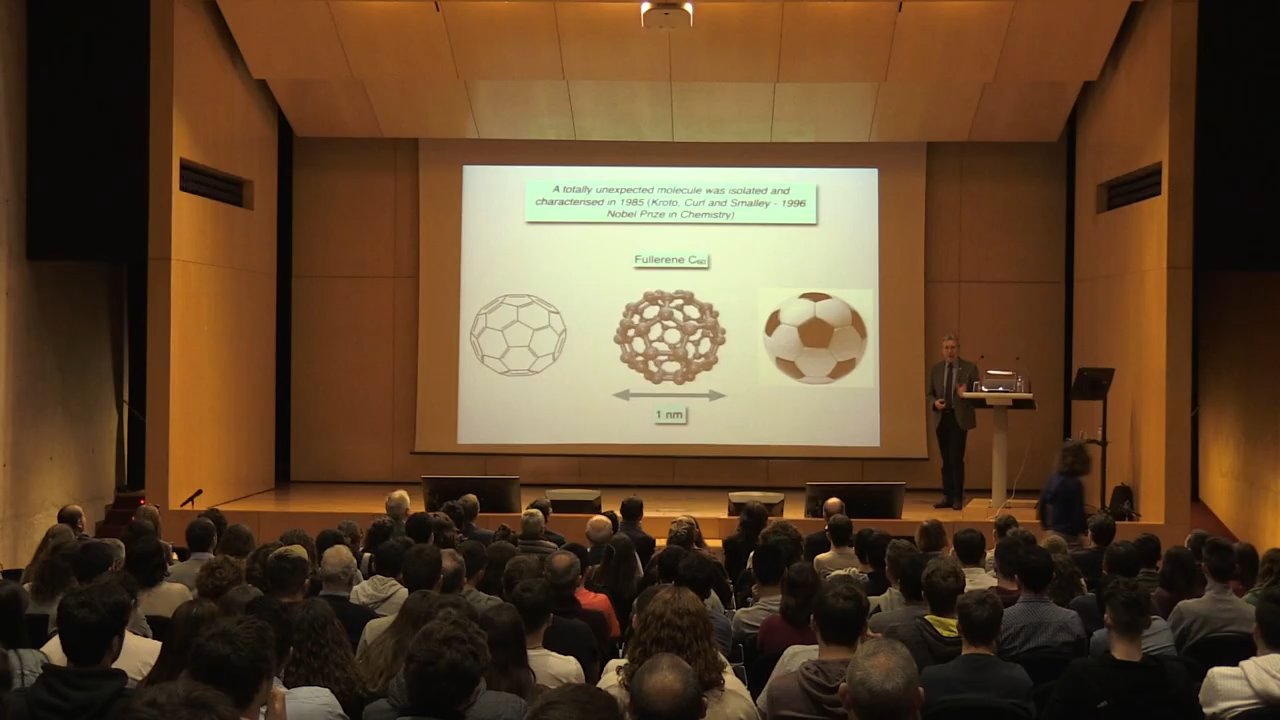 A totally unexpected molecule was isolated and
characterised in 1985 (Kroto, Curl and Smalley - 1996
Nobel Prize in Chemistry)
Fullerene C₆₀
1 nm